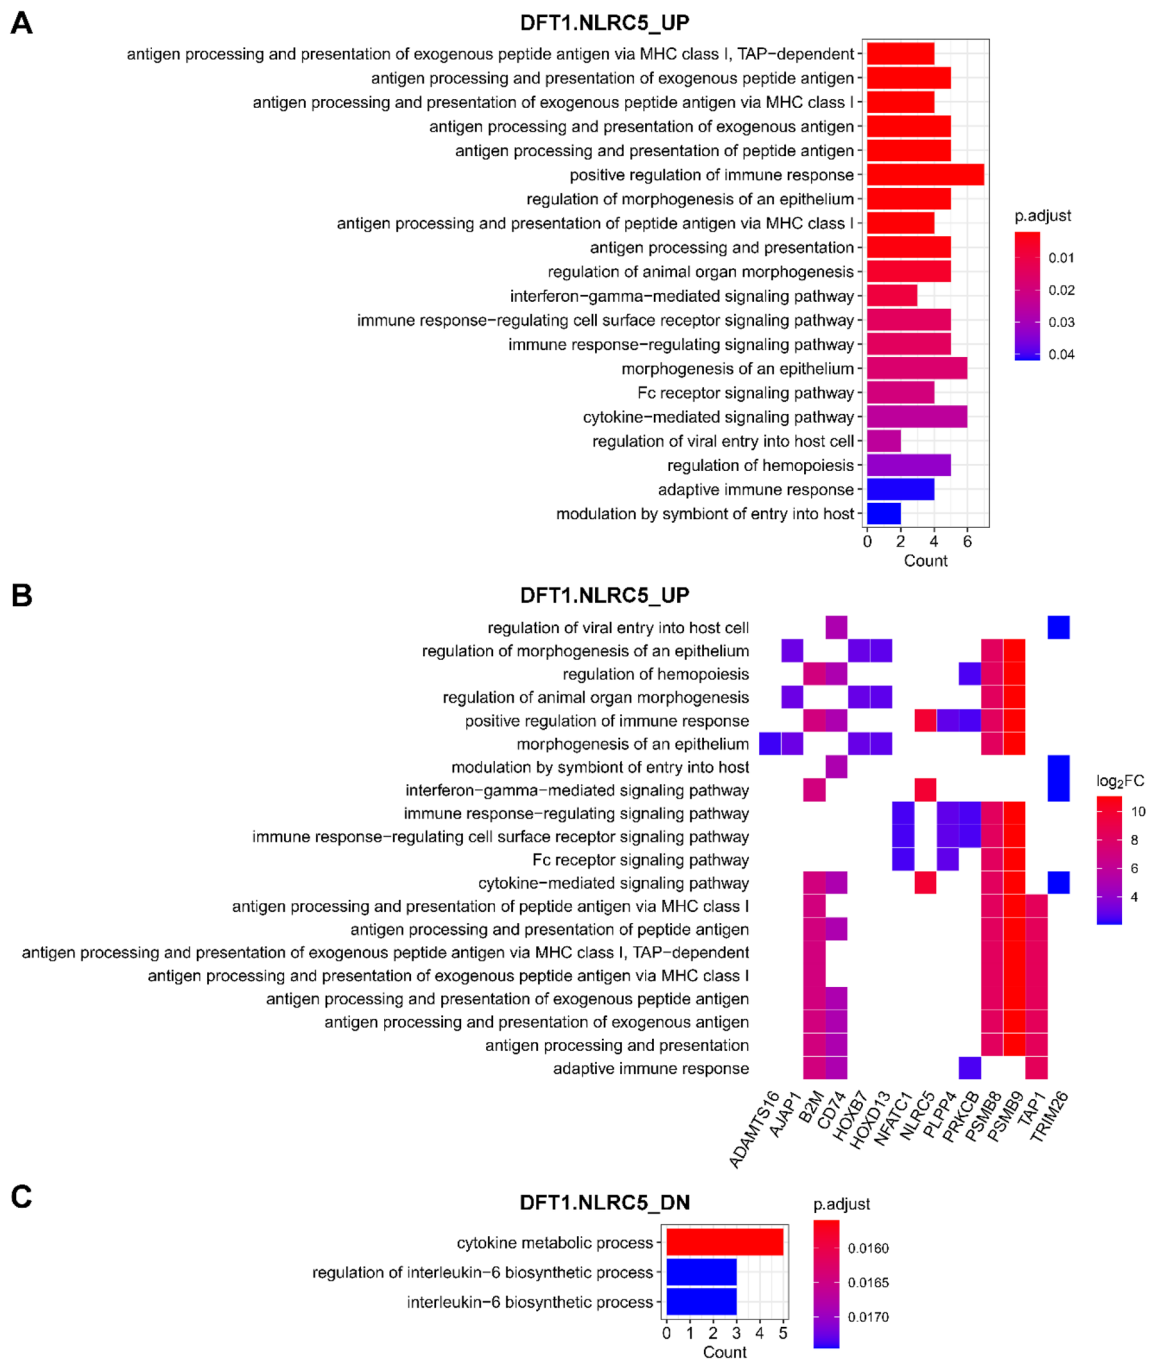 A
DFT1.NLRC5_UP
antigen processing and presentation of exogenous peptide antigen via MHC class I, TAP−dependent
antigen processing and presentation of exogenous peptide antigen
antigen processing and presentation of exogenous peptide antigen via MHC class I
antigen processing and presentation of exogenous antigen
antigen processing and presentation of peptide antigen
positive regulation of immune response
regulation of morphogenesis of an epithelium
antigen processing and presentation of peptide antigen via MHC class I
antigen processing and presentation
regulation of animal organ morphogenesis
interferon−gamma−mediated signaling pathway
immune response−regulating cell surface receptor signaling pathway
immune response−regulating signaling pathway
morphogenesis of an epithelium
Fc receptor signaling pathway
cytokine−mediated signaling pathway
regulation of viral entry into host cell
regulation of hemopoiesis
adaptive immune response
modulation by symbiont of entry into host
0 2 4 6
Count
p.adjust
0.01
0.02
0.03
0.04
B
DFT1.NLRC5_UP
regulation of viral entry into host cell
regulation of morphogenesis of an epithelium
regulation of hemopoiesis
regulation of animal organ morphogenesis
positive regulation of immune response
morphogenesis of an epithelium
modulation by symbiont of entry into host
interferon−gamma−mediated signaling pathway
immune response−regulating signaling pathway
immune response−regulating cell surface receptor signaling pathway
Fc receptor signaling pathway
cytokine−mediated signaling pathway
antigen processing and presentation of peptide antigen via MHC class I
antigen processing and presentation of peptide antigen
antigen processing and presentation of exogenous peptide antigen via MHC class I, TAP−dependent
antigen processing and presentation of exogenous peptide antigen via MHC class I
antigen processing and presentation of exogenous peptide antigen
antigen processing and presentation of exogenous antigen
antigen processing and presentation
adaptive immune response
ADAMTS16
AJAP1
B2M
CD74
HOXB7
HOXD13
NFATC1
NLRC5
PLPP4
PRKCB
PSMB8
PSMB9
TAP1
TRIM26
log₂FC
10
8
6
4
C
DFT1.NLRC5_DN
cytokine metabolic process
regulation of interleukin−6 biosynthetic process
interleukin−6 biosynthetic process
0 1 2 3 4 5
Count
p.adjust
0.0160
0.0165
0.0170